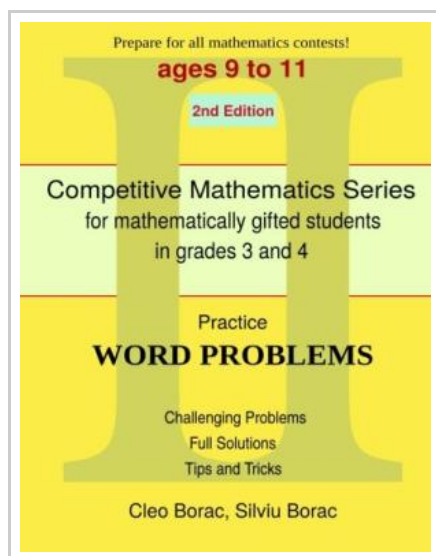 Prepare for all mathematics contests!
ages 9 to 11
2nd Edition
Competitive Mathematics Series
for mathematically gifted students
in grades 3 and 4
II
Practice
WORD PROBLEMS
Challenging Problems
Full Solutions
Tips and Tricks
Cleo Borac, Silviu Borac